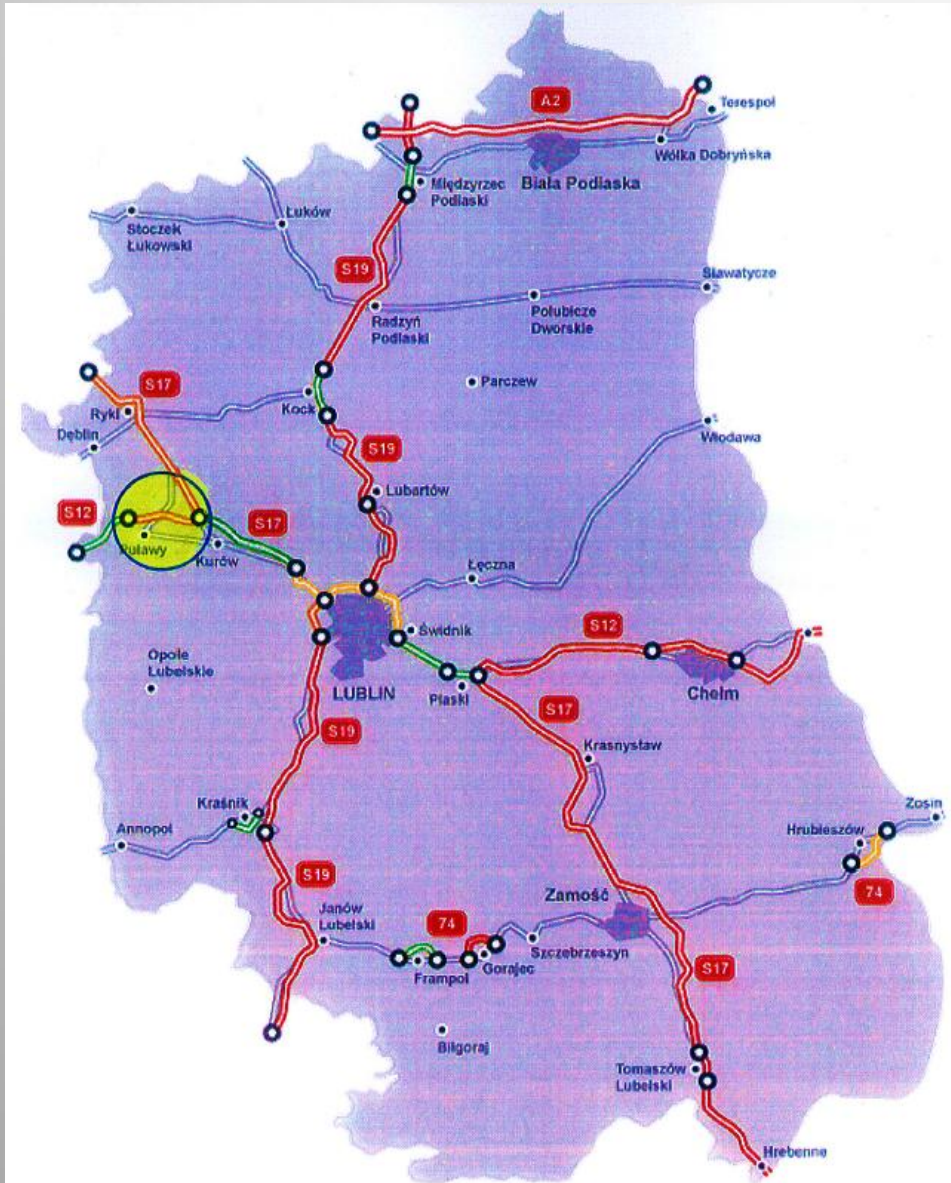 A2
Terespol
Wólka Dobryńska
Biała Podlaska
Międzyrzec
Podlaski
Łuków
Stoczek
Łukowski
S19
Sławatycze
Radzyń
Podlaski
Połubicze
Dworskie
S17
Ryki
Kock
Parczew
Dęblin
Włodawa
S19
Lubartów
S12
S17
Puławy
Kurów
Łęczna
Świdnik
S12
Opole
Lubelskie
LUBLIN
Piaski
Chełm
S19
S17
Krasnystaw
Kraśnik
Annopol
Zosin
Hrubieszów
S19
74
Zamość
Janów
Lubelski
74
Szczebrzeszyn
Gorajec
Frampol
S17
Biłgoraj
Tomaszów
Lubelski
Hrebenne